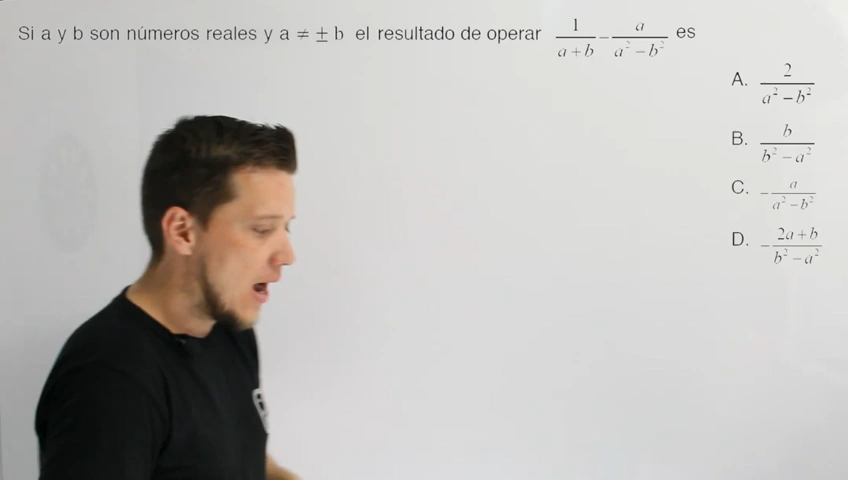 Si a y b son números reales y a ≠ ± b el resultado de operar 1/(a+b) − a/(a²−b²) es
A. 2/(a²−b²)
B. b/(b²−a²)
C. −a/(a²−b²)
D. −(2a+b)/(b²−a²)